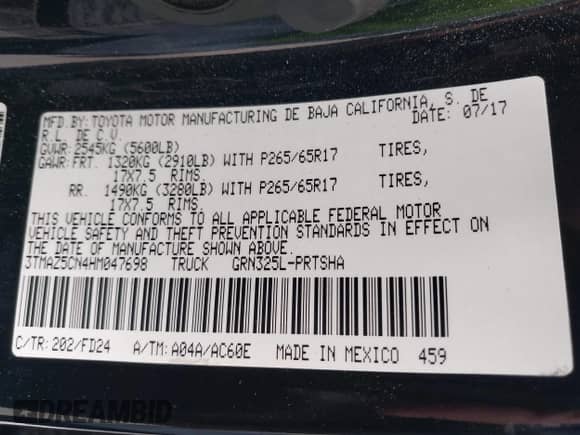 MFD.BY:TOYOTA MOTOR MANUFACTURING DE BAJA CALIFORNIA, S. DE
R.L. DE C.V. DATE: 07/17
GVWR:2545KG (5600LB)
GAWR:FRT. 1320KG (2910LB) WITH P265/65R17 TIRES,
17X7.5 RIMS.
RR. 1490KG (3280LB) WITH P265/65R17 TIRES,
17X7.5 RIMS.
THIS VEHICLE CONFORMS TO ALL APPLICABLE FEDERAL MOTOR
VEHICLE SAFETY AND THEFT PREVENTION STANDARDS IN EFFECT ON
THE DATE OF MANUFACTURE SHOWN ABOVE.
3TMAZ5CN4HM047698 TRUCK GRN325L-PRTSHA
C/TR:202/FD24 A/TM: A04A/AC60E MADE IN MEXICO 459
DREAMBID